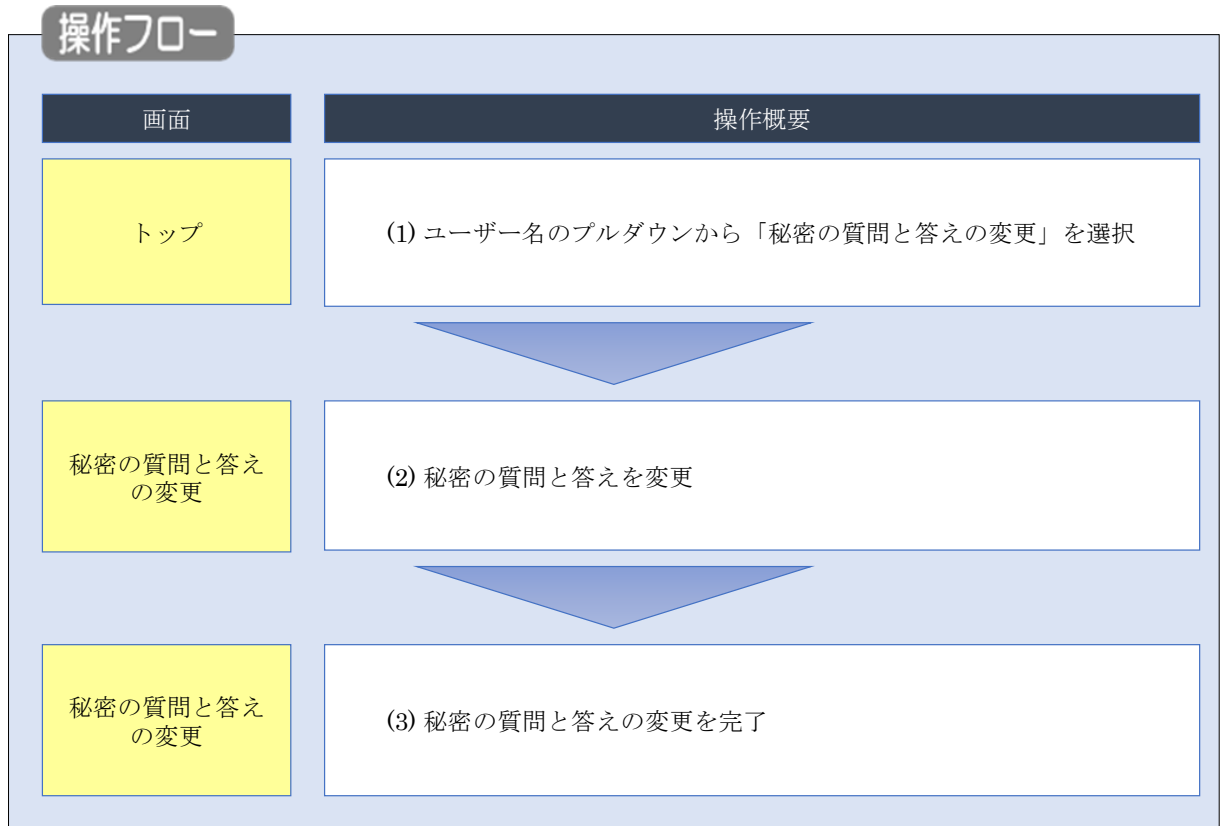 操作フロー
画面
操作概要
トップ
(1) ユーザー名のプルダウンから「秘密の質問と答えの変更」を選択
秘密の質問と答え
の変更
(2) 秘密の質問と答えを変更
秘密の質問と答え
の変更
(3) 秘密の質問と答えの変更を完了